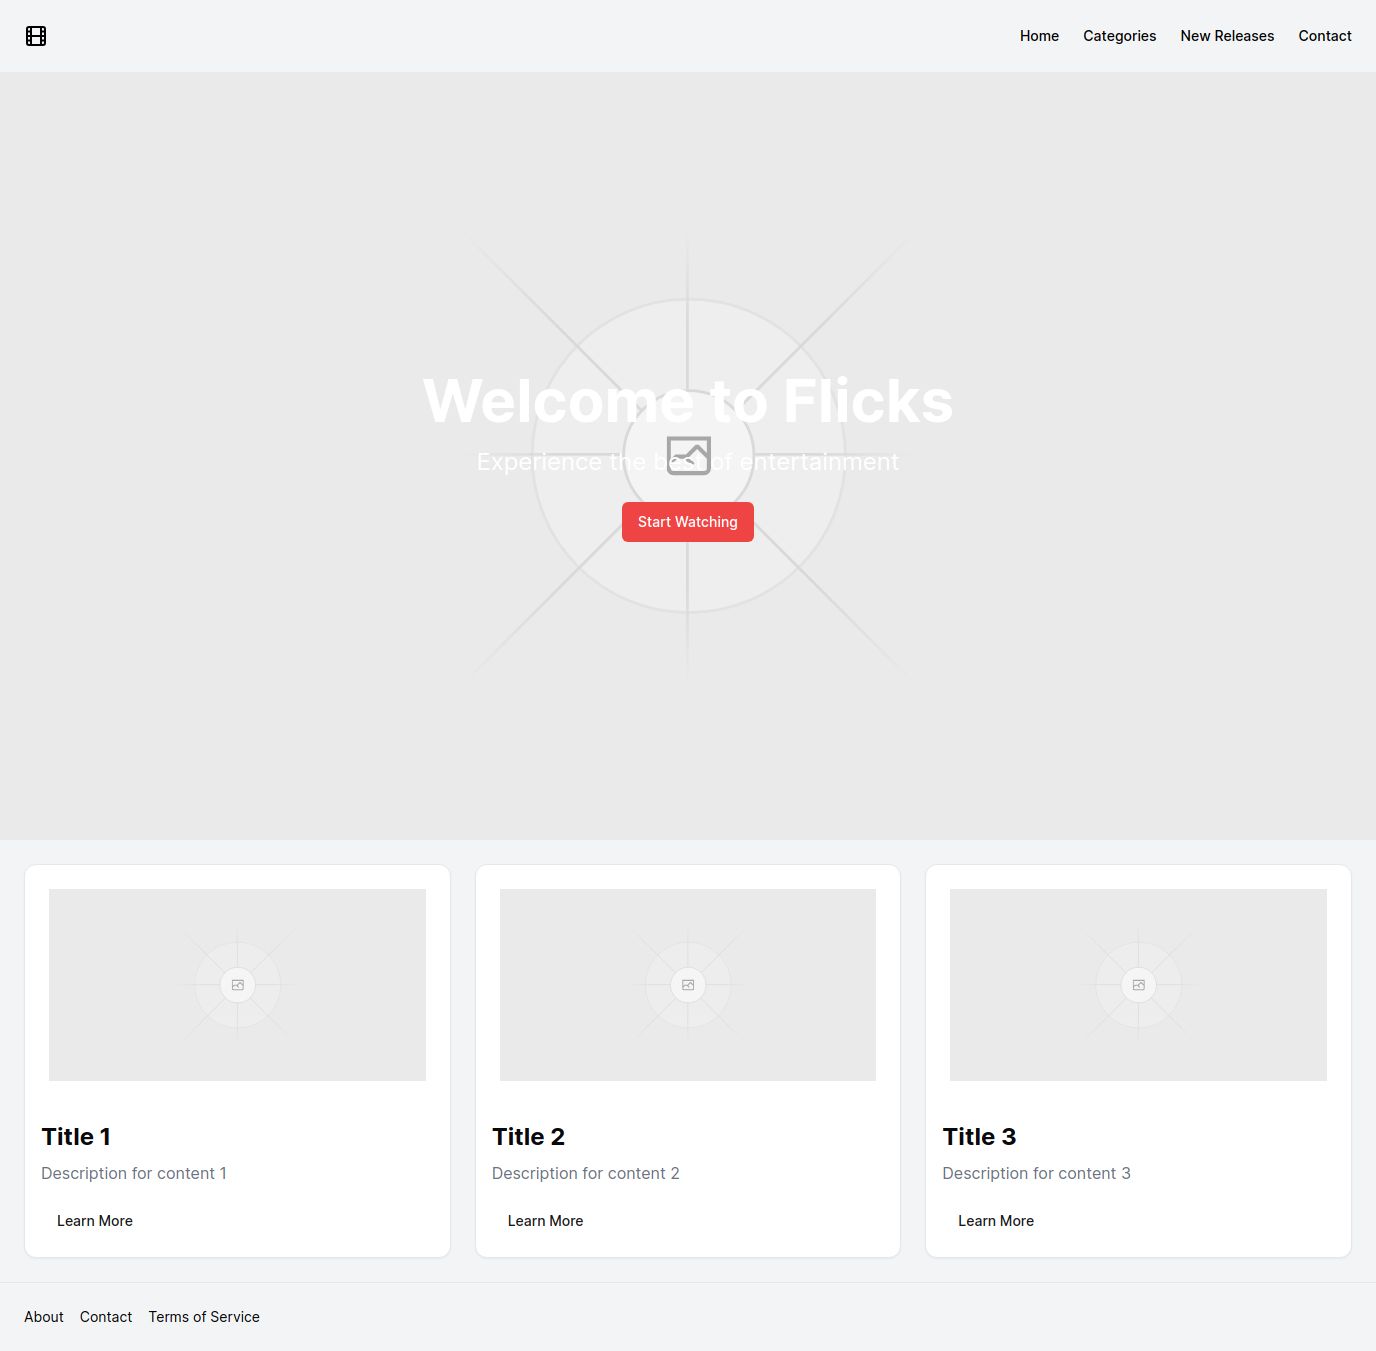 Home Categories New Releases Contact
Welcome to Flicks
Experience the best of entertainment
Start Watching
Title 1
Description for content 1
Learn More
Title 2
Description for content 2
Learn More
Title 3
Description for content 3
Learn More
About Contact Terms of Service